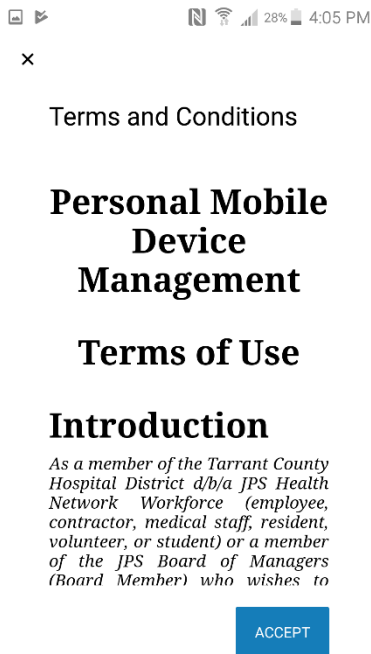 28% 4:05 PM
×
Terms and Conditions
Personal Mobile
Device
Management
Terms of Use
Introduction
As a member of the Tarrant County
Hospital District d/b/a JPS Health
Network Workforce (employee,
contractor, medical staff, resident,
volunteer, or student) or a member
of the JPS Board of Managers
(Board Member) who wishes to
ACCEPT